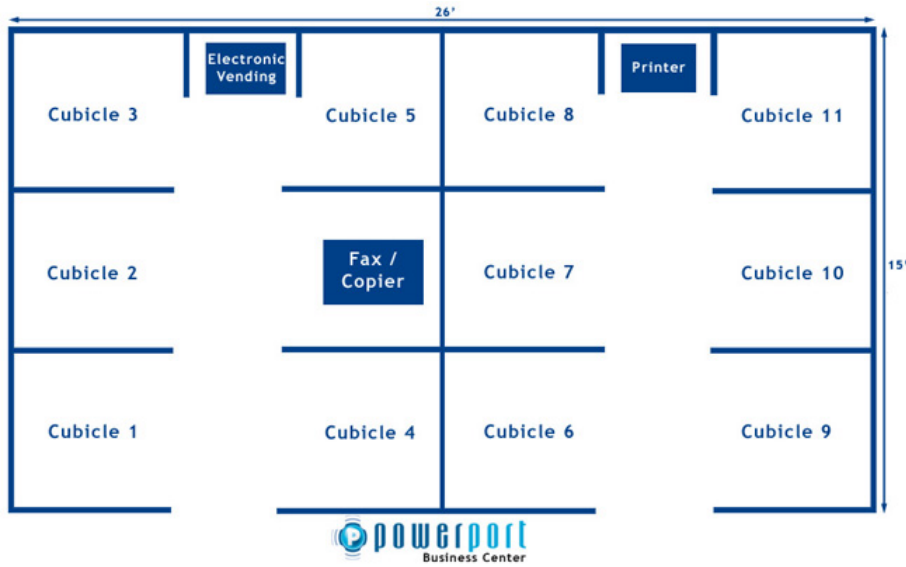 26'
Electronic
Vending
Printer
Cubicle 3
Cubicle 5
Cubicle 8
Cubicle 11
Cubicle 2
Fax /
Copier
Cubicle 7
Cubicle 10
15'
Cubicle 1
Cubicle 4
Cubicle 6
Cubicle 9
P powerport
Business Center